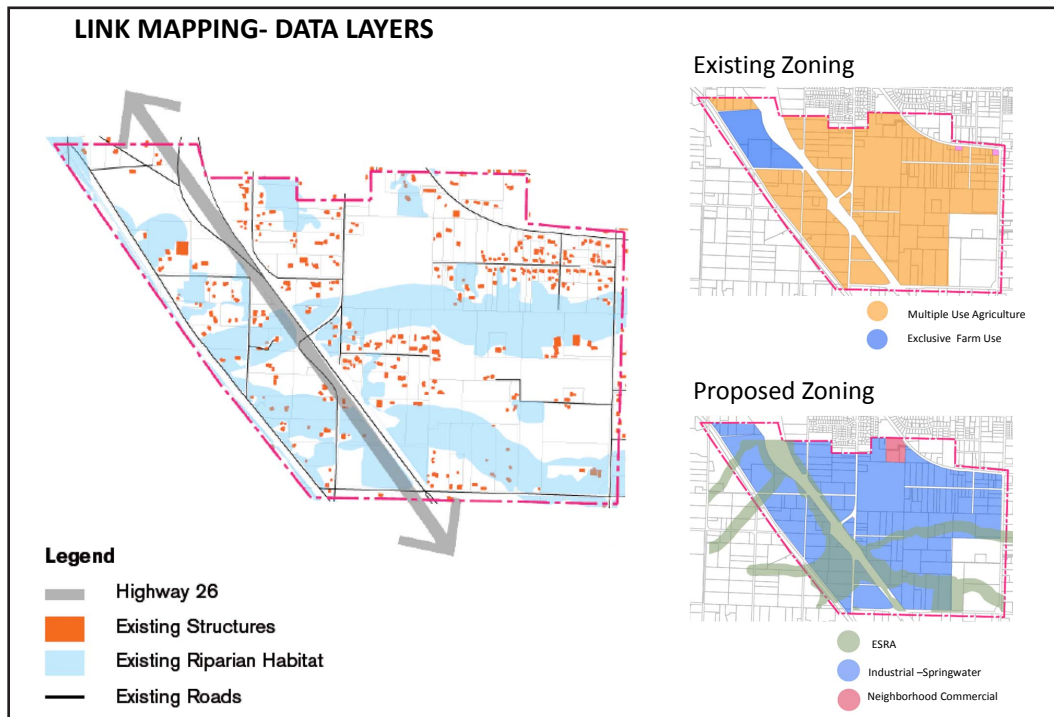 LINK MAPPING- DATA LAYERS
Existing Zoning
Multiple Use Agriculture
Exclusive Farm Use
Proposed Zoning
ESRA
Industrial –Springwater
Neighborhood Commercial
Legend
Highway 26
Existing Structures
Existing Riparian Habitat
Existing Roads